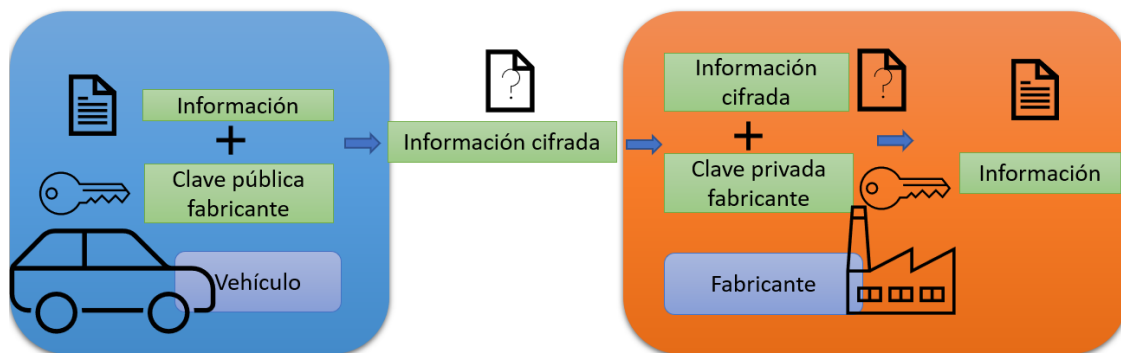 Información
+
Clave pública
fabricante
Vehículo
?
Información cifrada
Información
cifrada
?
+
Clave privada
fabricante
Fabricante
Información